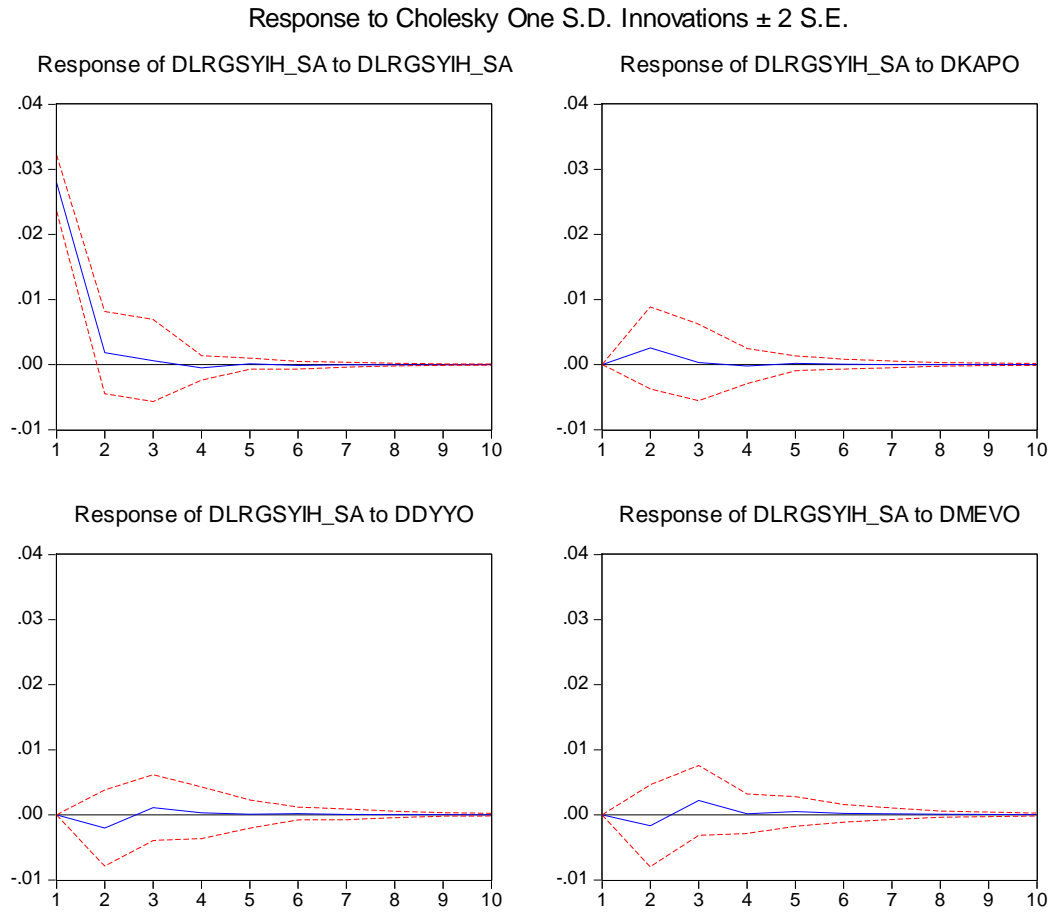 Response to Cholesky One S.D. Innovations ± 2 S.E.
Response of DLRGSYIH_SA to DLRGSYIH_SA
.04
.03
.02
.01
.00
-.01
1 2 3 4 5 6 7 8 9 10
Response of DLRGSYIH_SA to DKAPO
.04
.03
.02
.01
.00
-.01
1 2 3 4 5 6 7 8 9 10
Response of DLRGSYIH_SA to DDYYO
.04
.03
.02
.01
.00
-.01
1 2 3 4 5 6 7 8 9 10
Response of DLRGSYIH_SA to DMEVO
.04
.03
.02
.01
.00
-.01
1 2 3 4 5 6 7 8 9 10